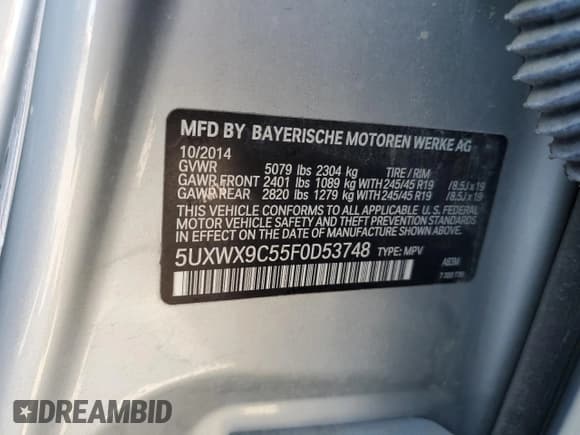 MFD BY BAYERISCHE MOTOREN WERKE AG
10/2014
GVWR 5079 lbs 2304 kg TIRE / RIM
GAWR FRONT 2401 lbs 1089 kg WITH 245/45 R19 / 8.5J x 19
GAWR REAR 2820 lbs 1279 kg WITH 245/45 R19 / 8.5J x 19
THIS VEHICLE CONFORMS TO ALL APPLICABLE U. S. FEDERAL
MOTOR VEHICLE SAFETY AND THEFT PREVENTION STANDARDS
IN EFFECT ON THE DATE OF MANUFACTURE SHOWN ABOVE.
5UXWX9C55F0D53748 TYPE: MPV
DREAMBID